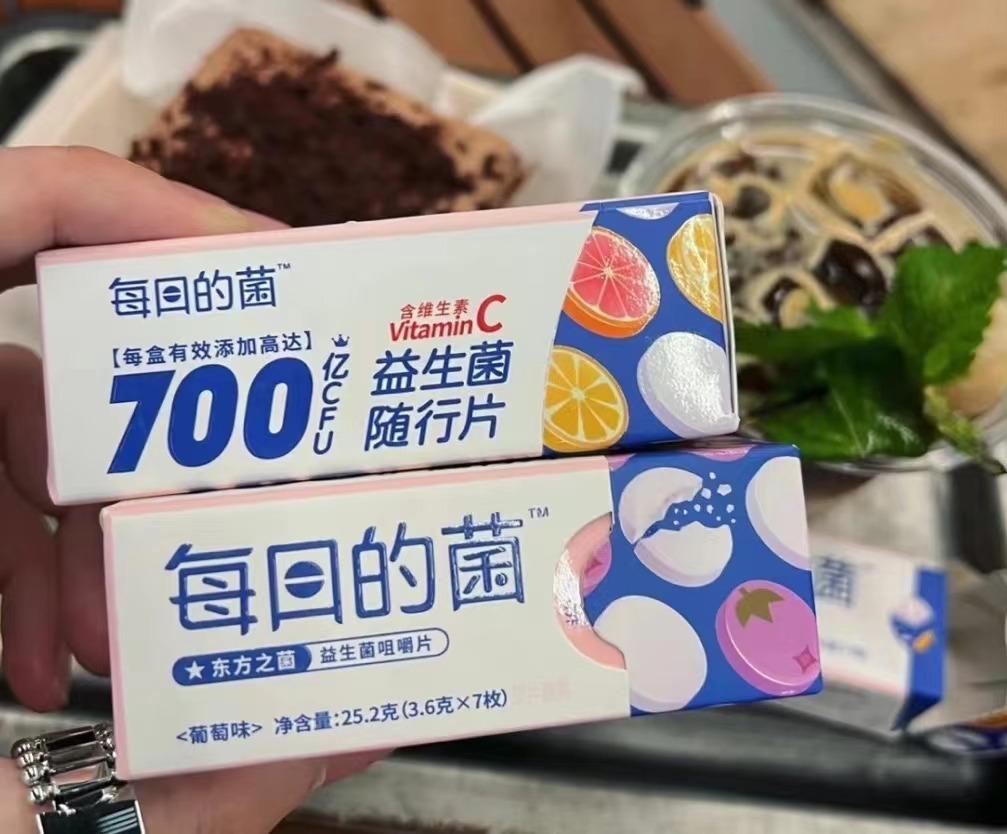 每日的菌™
【每盒有效添加高达】
700亿CFU
含维生素
Vitamin C
益生菌
随行片
每日的菌™
★东方之菌 益生菌咀嚼片
<葡萄味> 净含量:25.2克(3.6克×7枚)
菌